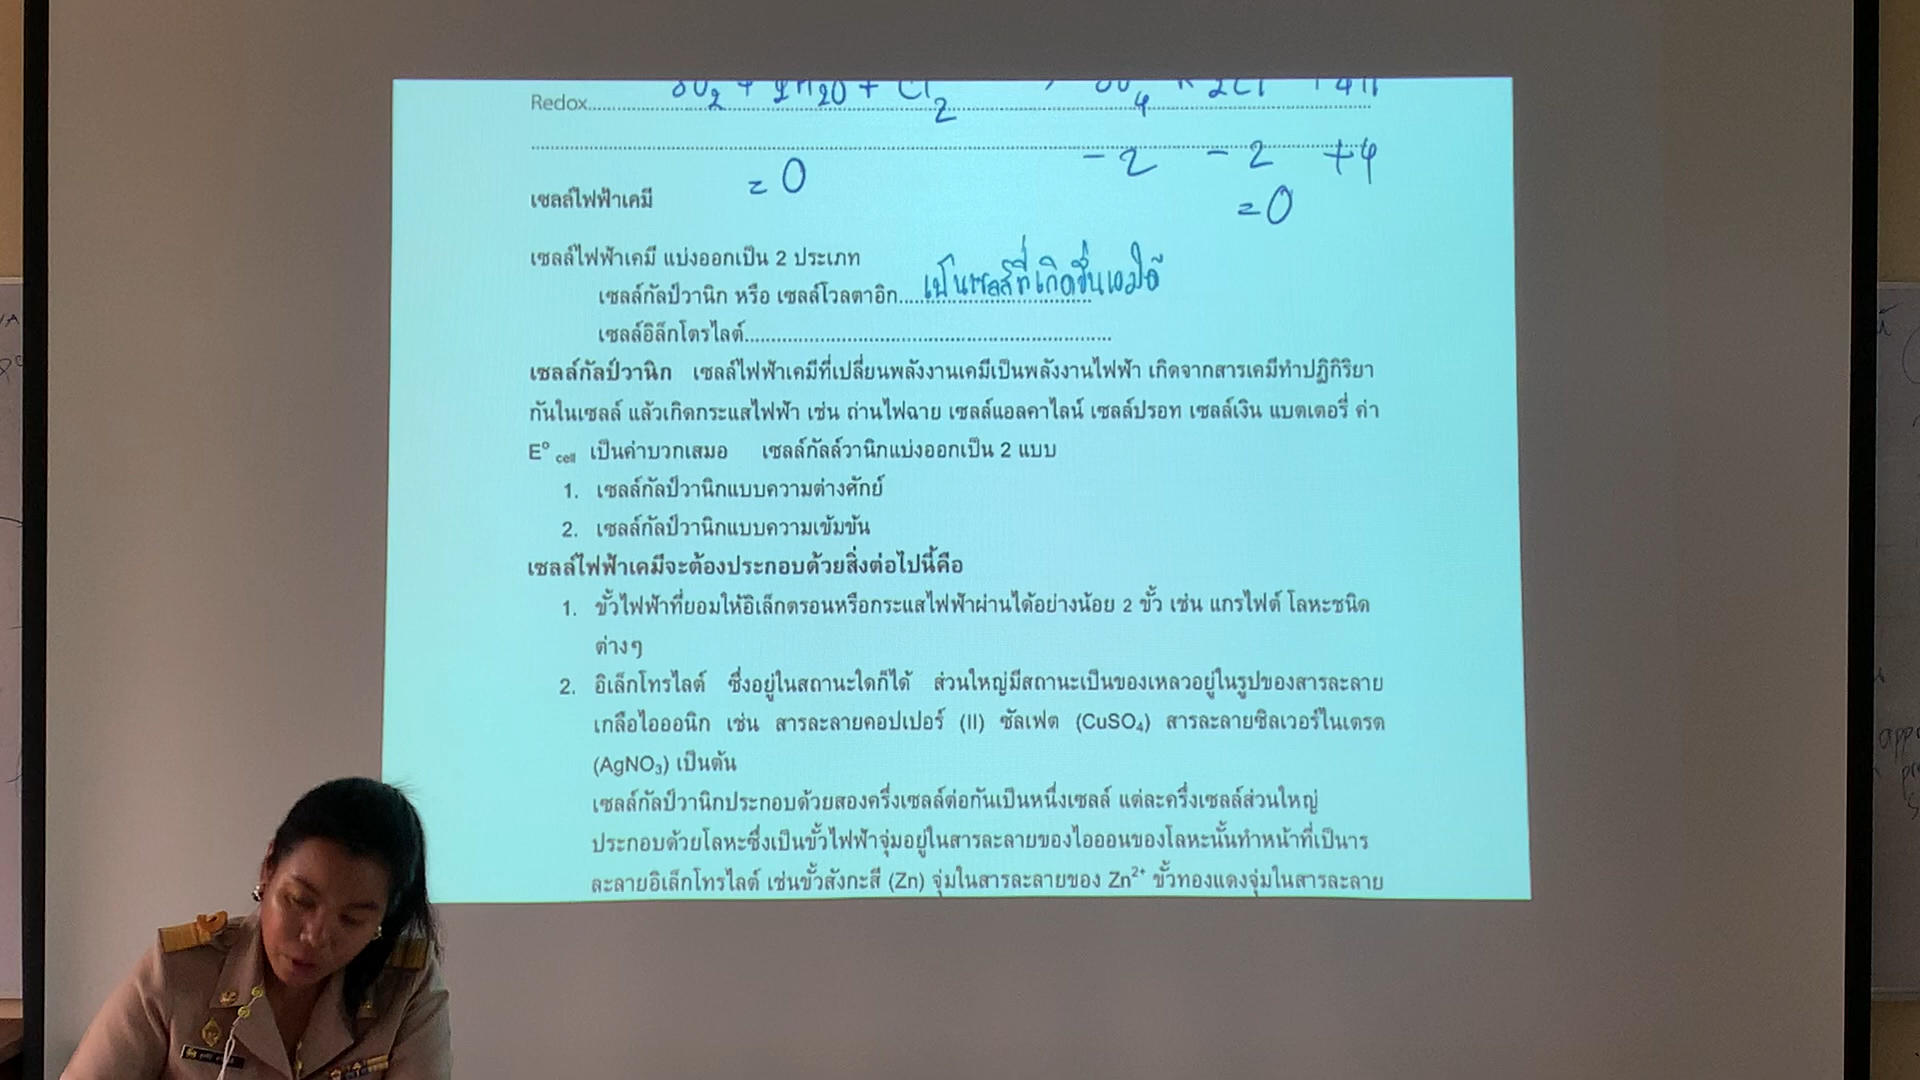 Redox
SO2 + 2H2O + Cl2
= 0
-2 -2 +4
= 0
เซลล์ไฟฟ้าเคมี
เซลล์ไฟฟ้าเคมี แบ่งออกเป็น 2 ประเภท
เซลล์กัลป์วานิก หรือ เซลล์โวลตาอิก.... เป็นเซลล์ที่เกิดขึ้นเองได้
เซลล์อิล็กโตรไลต์
เซลล์กัลป์วานิก เซลล์ไฟฟ้าเคมีที่เปลี่ยนพลังงานเคมีเป็นพลังงานไฟฟ้า เกิดจากสารเคมีทำปฏิกิริยา
กันในเซลล์ แล้วเกิดกระแสไฟฟ้า เช่น ถ่านไฟฉาย เซลล์แอลคาไลน์ เซลล์ปรอท เซลล์เงิน แบตเตอรี่ ค่า
E° cell เป็นค่าบวกเสมอ เซลล์กัลล์วานิกแบ่งออกเป็น 2 แบบ
1. เซลล์กัลป์วานิกแบบความต่างศักย์
2. เซลล์กัลป์วานิกแบบความเข้มข้น
เซลล์ไฟฟ้าเคมีจะต้องประกอบด้วยสิ่งต่อไปนี้คือ
1. ขั้วไฟฟ้าที่ยอมให้อิเล็กตรอนหรือกระแสไฟฟ้าผ่านได้อย่างน้อย 2 ขั้ว เช่น แกรไฟต์ โลหะชนิด
ต่างๆ
2. อิเล็กโทรไลต์ ซึ่งอยู่ในสถานะใดก็ได้ ส่วนใหญ่มีสถานะเป็นของเหลวอยู่ในรูปของสารละลาย
เกลือไอออนิก เช่น สารละลายคอปเปอร์ (II) ซัลเฟต (CuSO₄) สารละลายซิลเวอร์ไนเตรด
(AgNO₃) เป็นต้น
เซลล์กัลป์วานิกประกอบด้วยสองครึ่งเซลล์ต่อกันเป็นหนึ่งเซลล์ แต่ละครึ่งเซลล์ส่วนใหญ่
ประกอบด้วยโลหะซึ่งเป็นขั้วไฟฟ้าจุ่มอยู่ในสารละลายของไอออนของโลหะนั้นทำหน้าที่เป็นาร
ละลายอิเล็กโทรไลต์ เช่นขั้วสังกะสี (Zn) จุ่มในสารละลายของ Zn²⁺ ขั้วทองแดงจุ่มในสารละลาย